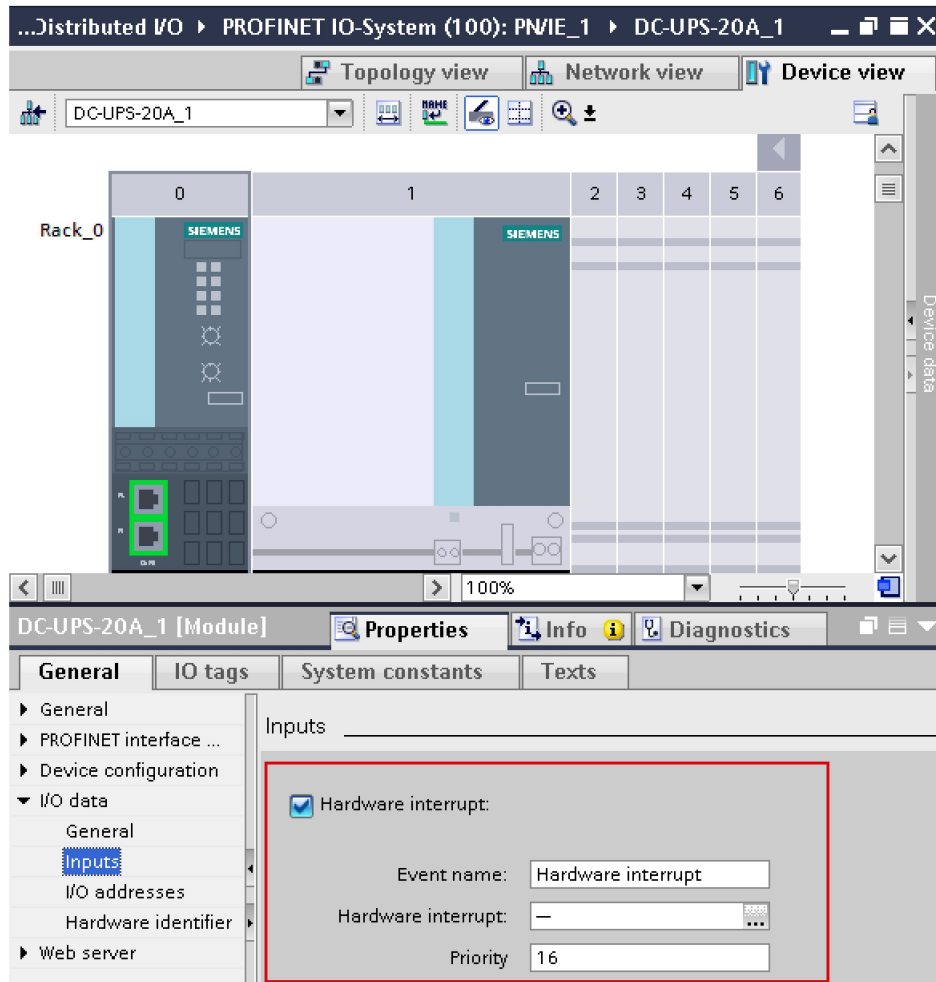 ...Distributed I/O ▸ PROFINET IO-System (100): PN/IE_1 ▸ DC-UPS-20A_1
Topology view Network view Device view
DC-UPS-20A_1
0 1 2 3 4 5 6
Rack_0 SIEMENS SIEMENS
Device data
100%
DC-UPS-20A_1 [Module] Properties Info Diagnostics
General IO tags System constants Texts
General
PROFINET interface ...
Device configuration
I/O data
General
Inputs
I/O addresses
Hardware identifier
Web server
Inputs
Hardware interrupt:
Event name: Hardware interrupt
Hardware interrupt: —
Priority 16